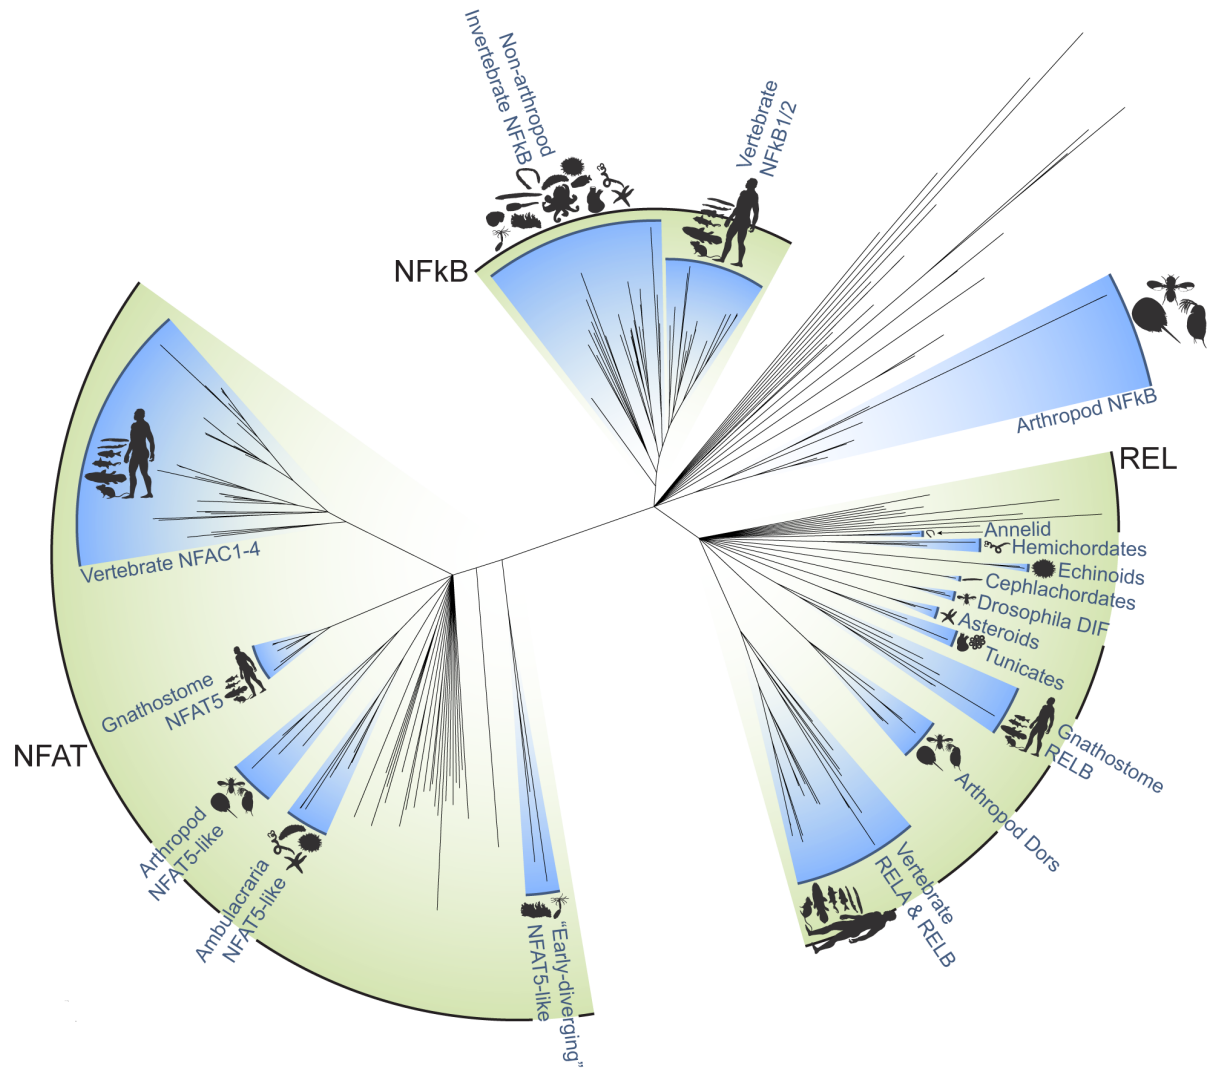 Non-arthropod
Invertebrate NFkB
Vertebrate
NFkB1/2
NFkB
Arthropod NFkB
REL
Annelid
Hemichordates
Echinoids
Cephlachordates
Drosophila DIF
Asteroids
Tunicates
Gnathostome
RELB
Arthropod Dors
Vertebrate
RELA & RELB
Vertebrate NFAC1-4
Gnathostome
NFAT5
NFAT
Arthropod
NFAT5-like
Ambulacraria
NFAT5-like
"Early-diverging"
NFAT5-like